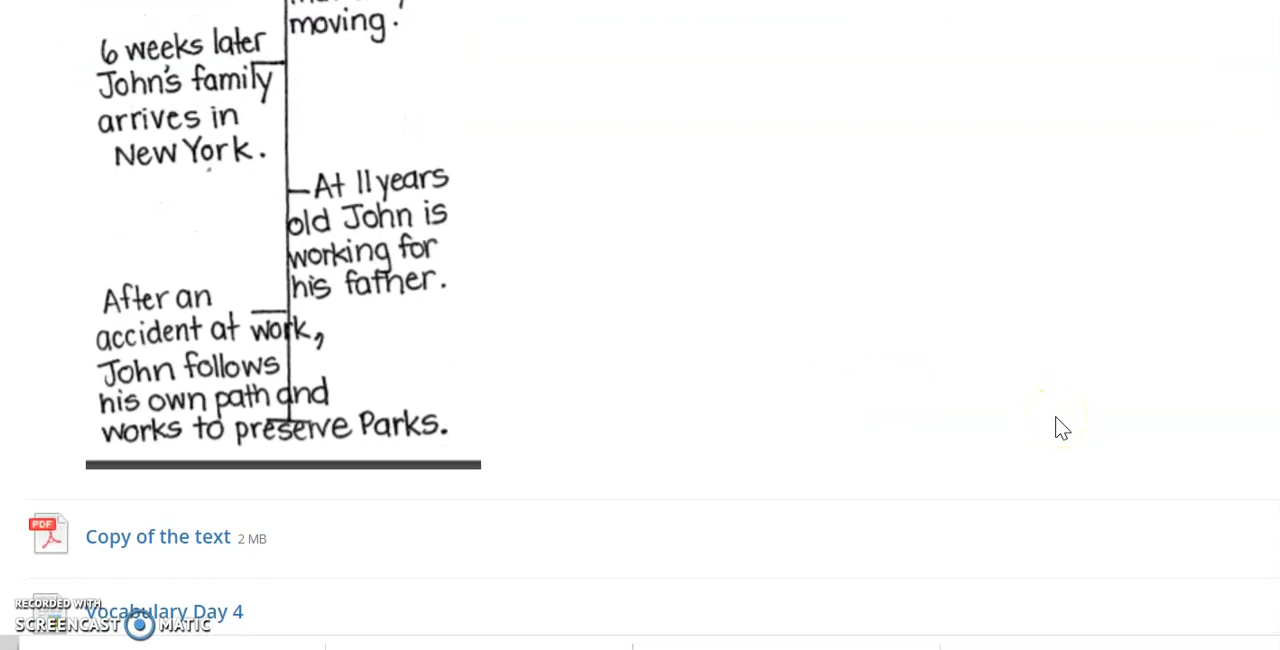 moving.
6 weeks later
John's family
arrives in
New York.
At 11 years
old John is
working for
his father.
After an
accident at work,
John follows
his own path and
works to preserve Parks.
PDF
Copy of the text 2 MB
Vocabulary Day 4
RECORDED WITH
SCREENCAST MATIC